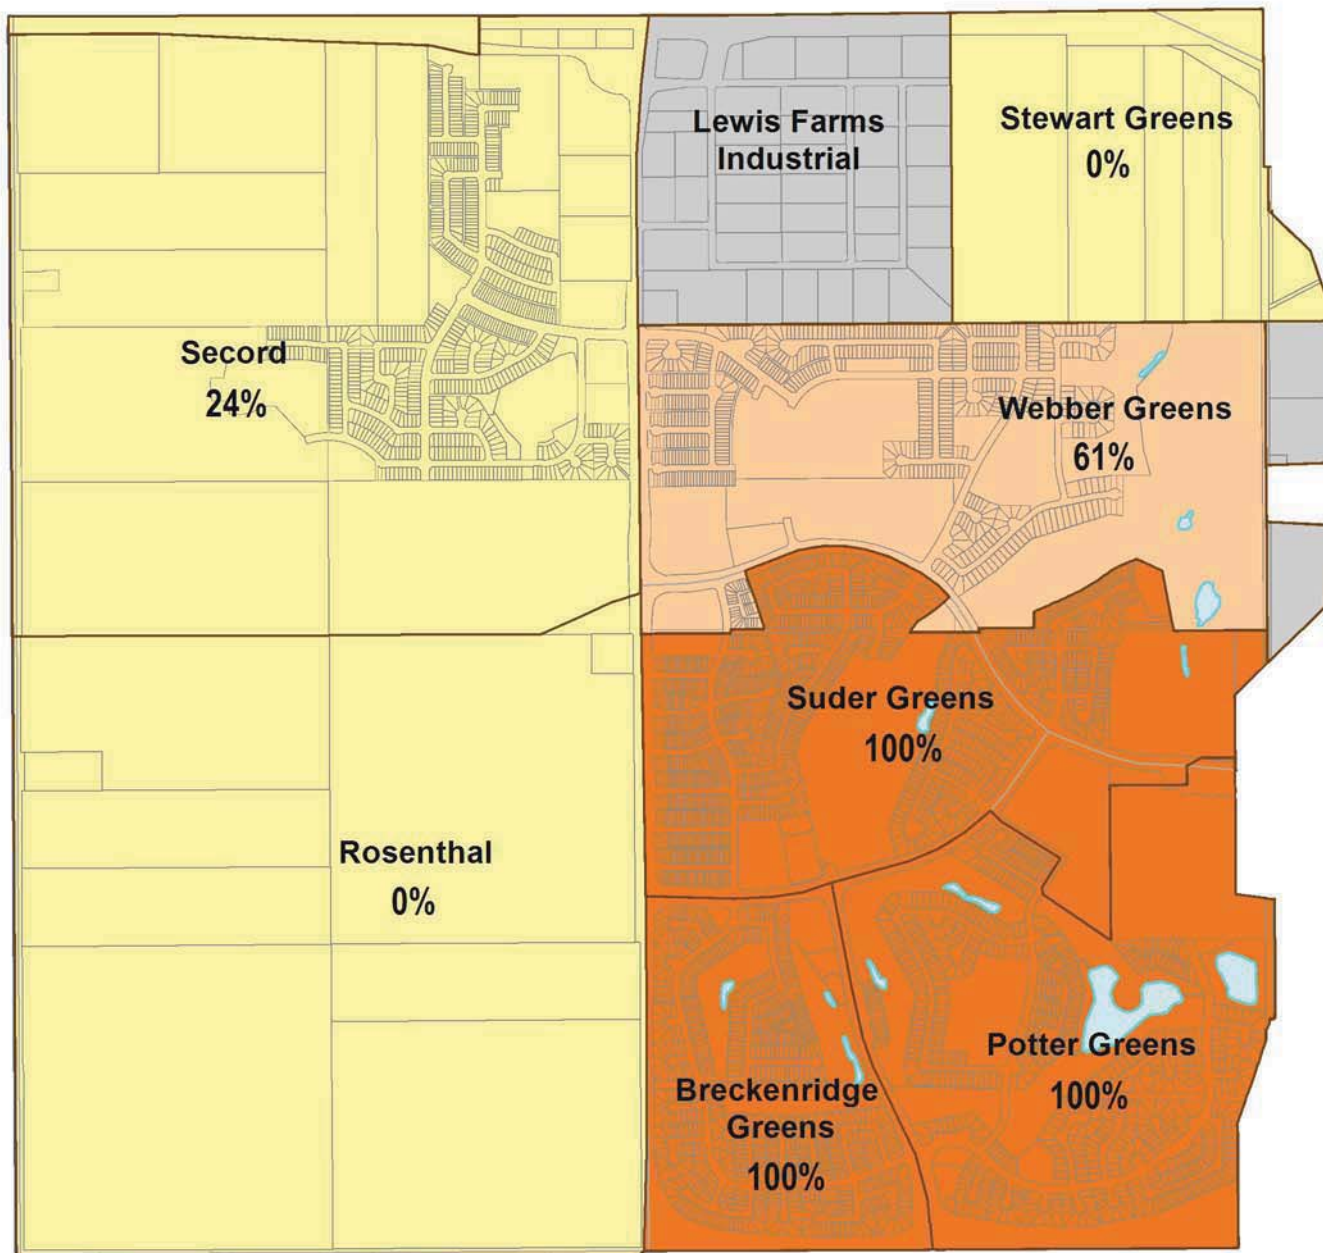 Lewis Farms
Industrial
Stewart Greens
0%
Secord
24%
Webber Greens
61%
Suder Greens
100%
Rosenthal
0%
Potter Greens
100%
Breckenridge
Greens
100%